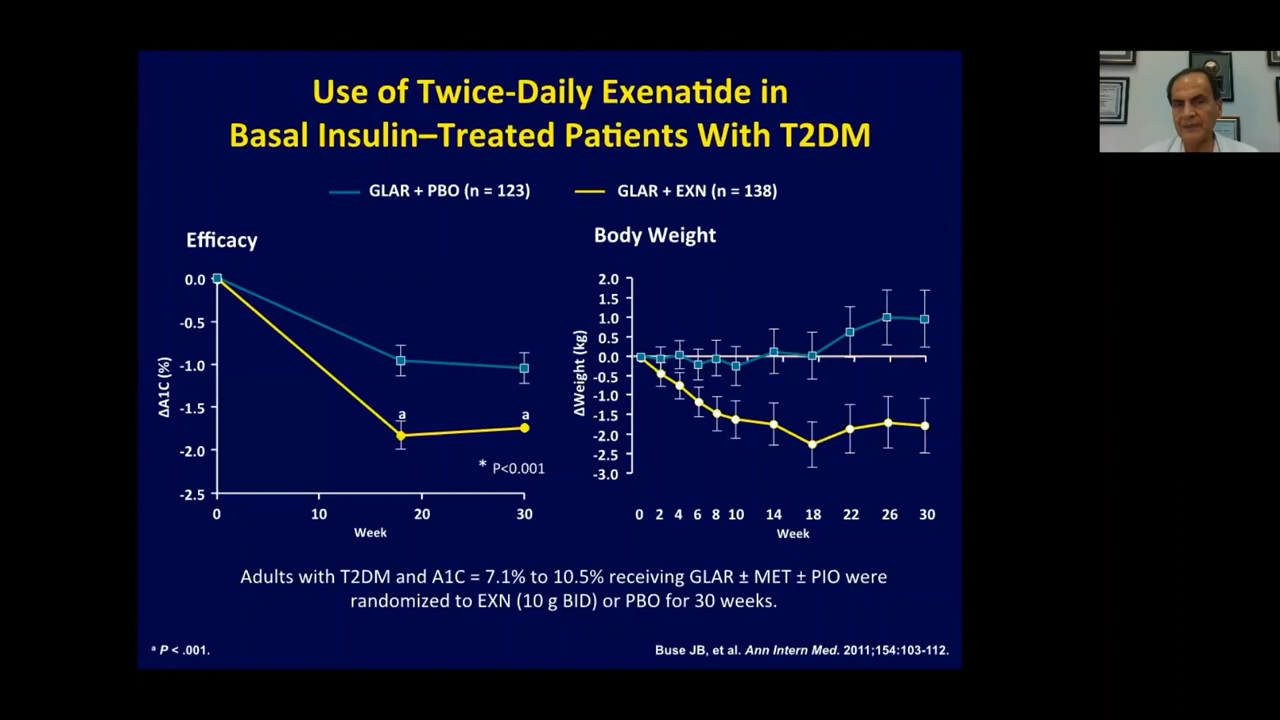 Use of Twice-Daily Exenatide in
Basal Insulin–Treated Patients With T2DM
GLAR + PBO (n = 123)
GLAR + EXN (n = 138)
Efficacy
0.0
-0.5
-1.0
-1.5
-2.0
-2.5
ΔA1C (%)
a
a
* P<0.001
0 10 20 30
Week
Body Weight
2.0
1.5
1.0
0.5
0.0
-0.5
-1.0
-1.5
-2.0
-2.5
-3.0
ΔWeight (kg)
0 2 4 6 8 10 14 18 22 26 30
Week
Adults with T2DM and A1C = 7.1% to 10.5% receiving GLAR ± MET ± PIO were
randomized to EXN (10 g BID) or PBO for 30 weeks.
a P < .001.
Buse JB, et al. Ann Intern Med. 2011;154:103-112.